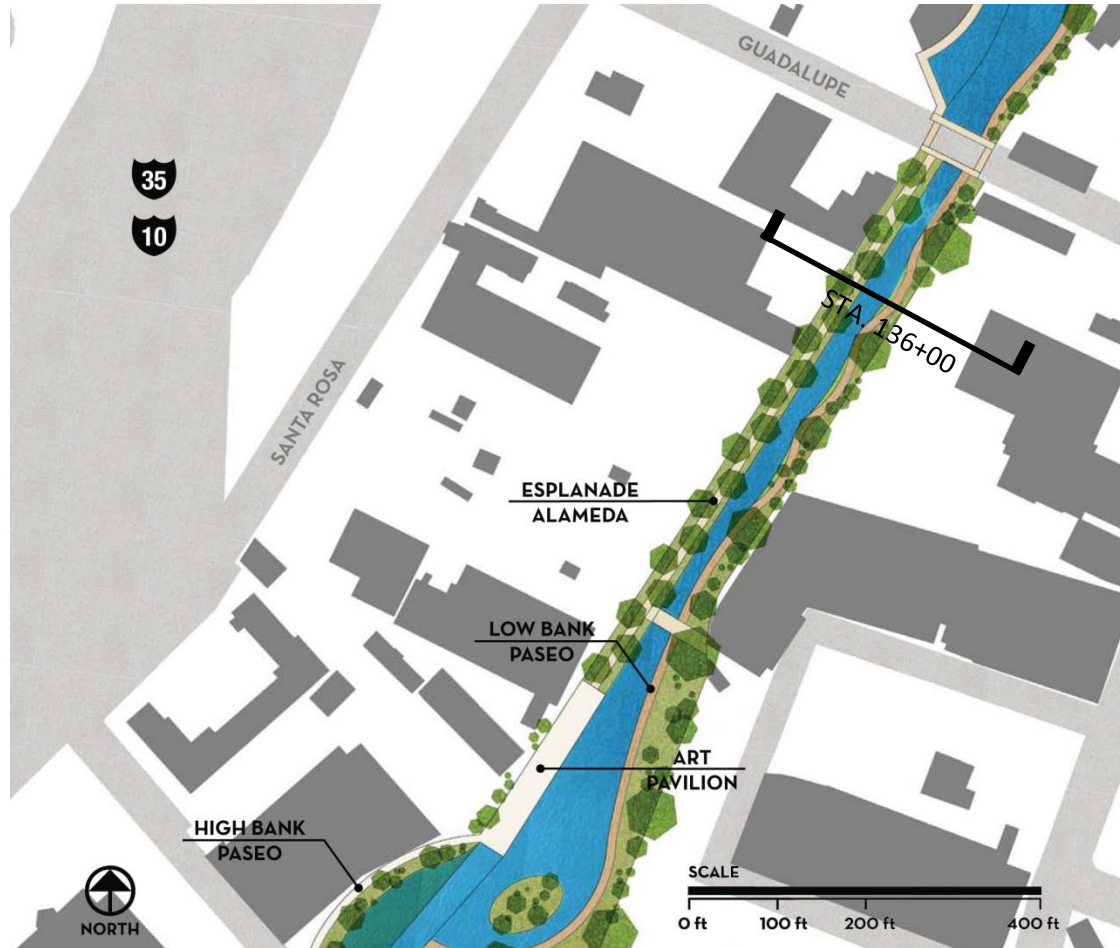 GUADALUPE
35
10
STA. 136+00
SANTA ROSA
ESPLANADE
ALAMEDA
LOW BANK
PASEO
ART
PAVILION
HIGH BANK
PASEO
NORTH
SCALE
0 ft 100 ft 200 ft 400 ft